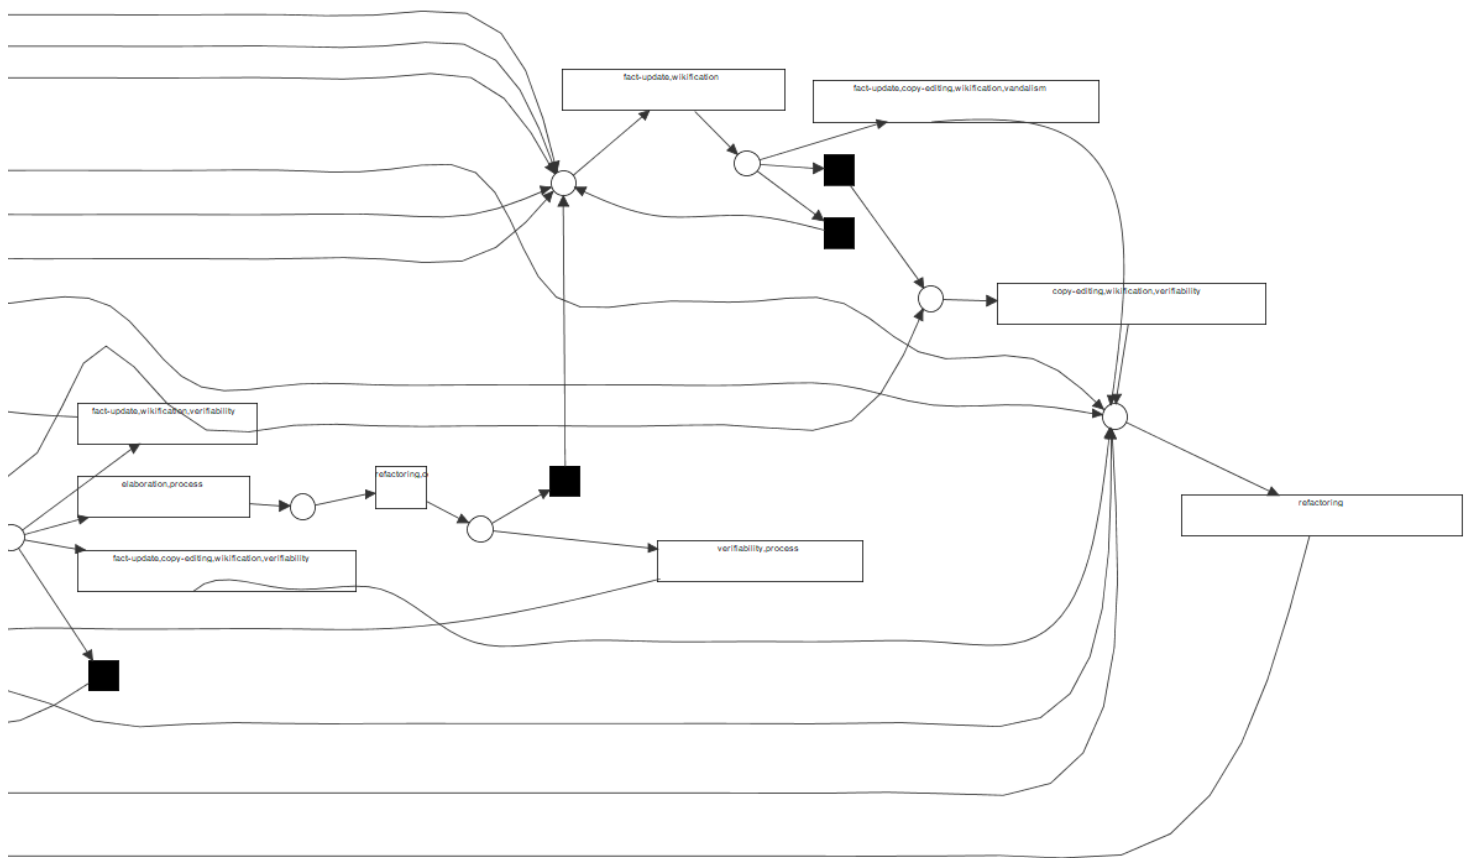 fact-update,wikification
fact-update,copy-editing,wikification,vandalism
copy-editing,wikification,verifiability
fact-update,wikification,verifiability
elaboration,process
refactoring,
refactoring
verifiability,process
fact-update,copy-editing,wikification,verifiability